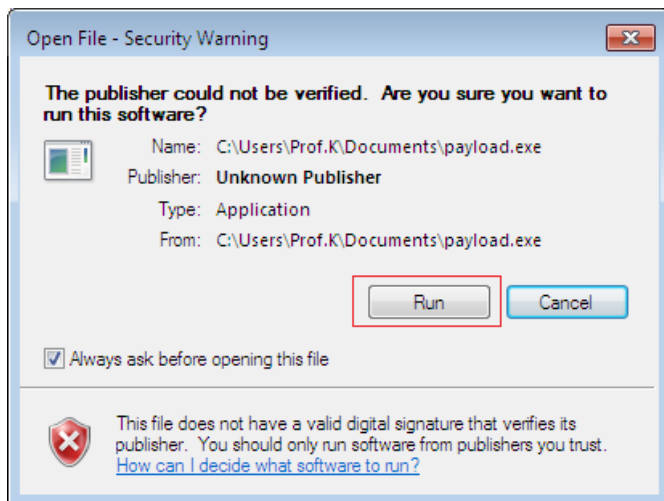 Open File - Security Warning
The publisher could not be verified. Are you sure you want to
run this software?
Name: C:\Users\Prof.K\Documents\payload.exe
Publisher: Unknown Publisher
Type: Application
From: C:\Users\Prof.K\Documents\payload.exe
Run Cancel
Always ask before opening this file
This file does not have a valid digital signature that verifies its
publisher. You should only run software from publishers you trust.
How can I decide what software to run?